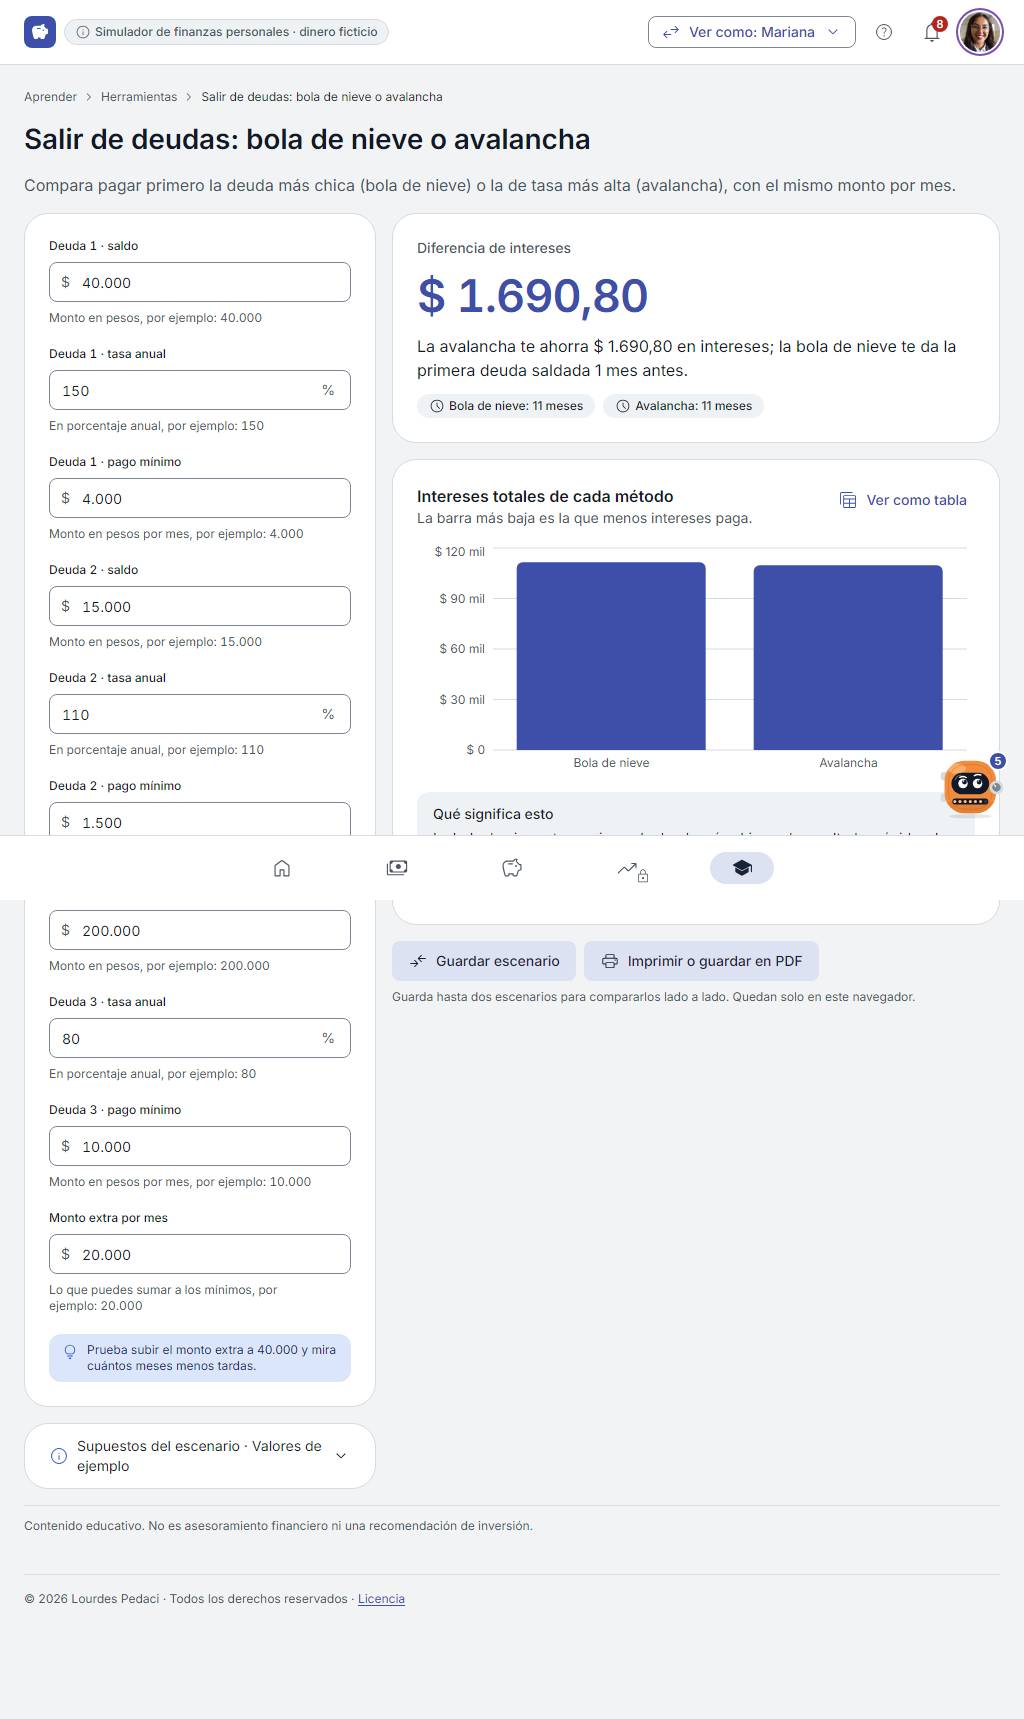 Simulador de finanzas personales · dinero ficticio
Ver como: Mariana
8
Aprender > Herramientas > Salir de deudas: bola de nieve o avalancha
Salir de deudas: bola de nieve o avalancha
Compara pagar primero la deuda más chica (bola de nieve) o la de tasa más alta (avalancha), con el mismo monto por mes.
Deuda 1 · saldo
$ 40.000
Monto en pesos, por ejemplo: 40.000
Deuda 1 · tasa anual
150 %
En porcentaje anual, por ejemplo: 150
Deuda 1 · pago mínimo
$ 4.000
Monto en pesos por mes, por ejemplo: 4.000
Deuda 2 · saldo
$ 15.000
Monto en pesos, por ejemplo: 15.000
Deuda 2 · tasa anual
110 %
En porcentaje anual, por ejemplo: 110
Deuda 2 · pago mínimo
$ 1.500
$ 200.000
Monto en pesos, por ejemplo: 200.000
Deuda 3 · tasa anual
80 %
En porcentaje anual, por ejemplo: 80
Deuda 3 · pago mínimo
$ 10.000
Monto en pesos por mes, por ejemplo: 10.000
Monto extra por mes
$ 20.000
Lo que puedes sumar a los mínimos, por
ejemplo: 20.000
Prueba subir el monto extra a 40.000 y mira
cuántos meses menos tardas.
Supuestos del escenario · Valores de
ejemplo
Diferencia de intereses
$ 1.690,80
La avalancha te ahorra $ 1.690,80 en intereses; la bola de nieve te da la
primera deuda saldada 1 mes antes.
Bola de nieve: 11 meses
Avalancha: 11 meses
Intereses totales de cada método
La barra más baja es la que menos intereses paga.
Ver como tabla
$ 120 mil
$ 90 mil
$ 60 mil
$ 30 mil
$ 0
Bola de nieve
Avalancha
5
Qué significa esto
Guardar escenario
Imprimir o guardar en PDF
Guarda hasta dos escenarios para compararlos lado a lado. Quedan solo en este navegador.
Contenido educativo. No es asesoramiento financiero ni una recomendación de inversión.
© 2026 Lourdes Pedaci · Todos los derechos reservados · Licencia